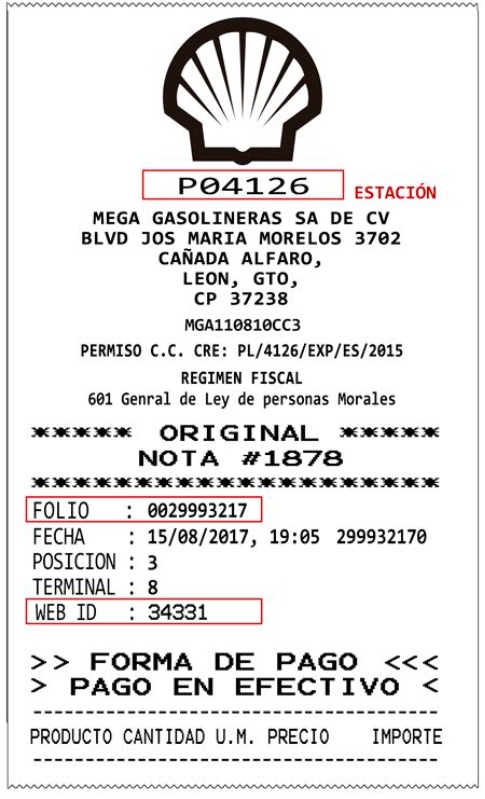 P04126
ESTACIÓN
MEGA GASOLINERAS SA DE CV
BLVD JOS MARIA MORELOS 3702
CAÑADA ALFARO,
LEON, GTO,
CP 37238
MGA110810CC3
PERMISO C.C. CRE: PL/4126/EXP/ES/2015
REGIMEN FISCAL
601 Genral de Ley de personas Morales
***** ORIGINAL *****
NOTA #1878
*********************
FOLIO : 0029993217
FECHA : 15/08/2017, 19:05 299932170
POSICION : 3
TERMINAL : 8
WEB ID : 34331
>> FORMA DE PAGO <<<
> PAGO EN EFECTIVO <
----------------------------------------
PRODUCTO CANTIDAD U.M. PRECIO IMPORTE
----------------------------------------